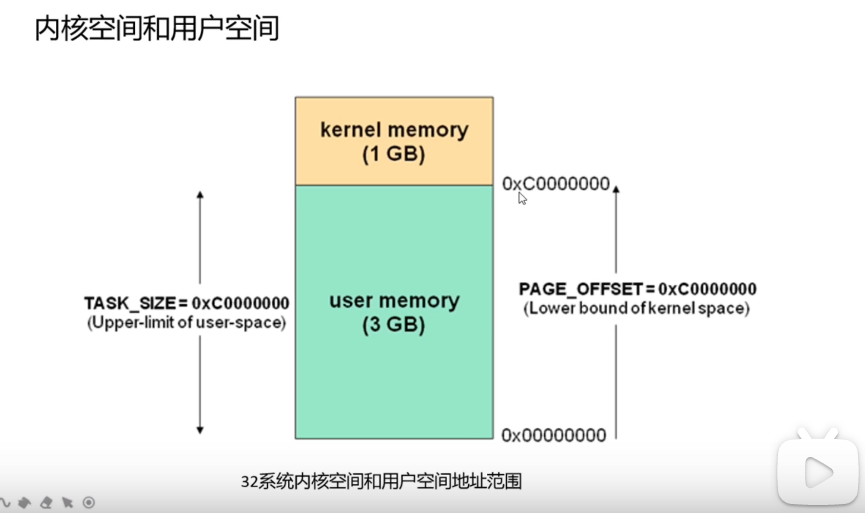 内核空间和用户空间
kernel memory
(1 GB)
0xC0000000
TASK_SIZE = 0xC0000000
(Upper-limit of user-space)
user memory
(3 GB)
PAGE_OFFSET = 0xC0000000
(Lower bound of kernel space)
0x00000000
32系统内核空间和用户空间地址范围